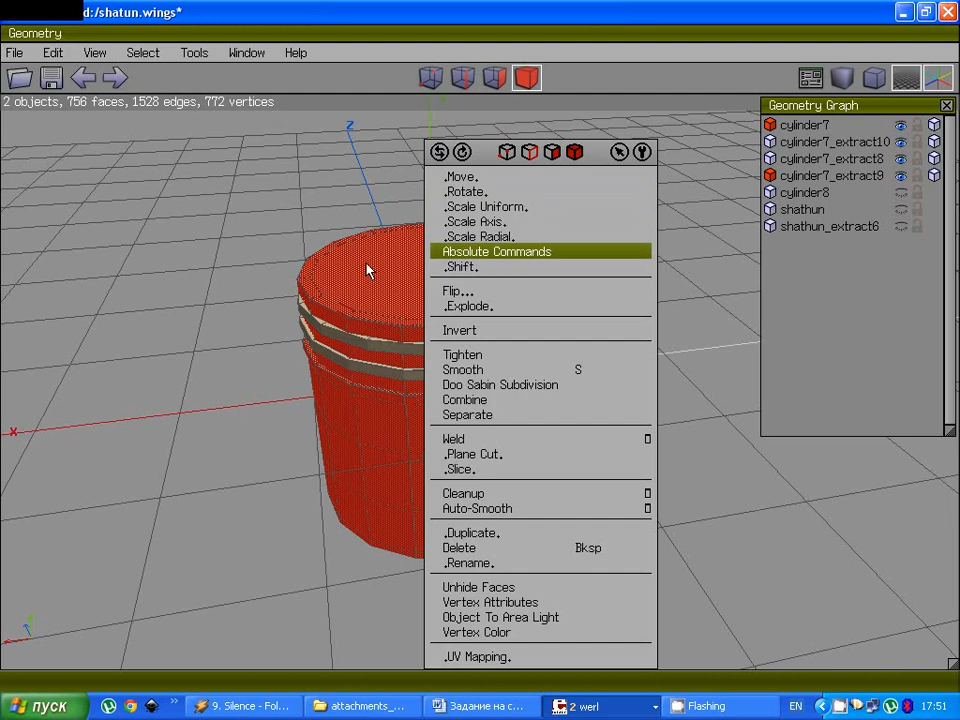 d:/shatun.wings*
Geometry
File Edit View Select Tools Window Help
2 objects, 756 faces, 1528 edges, 772 vertices
Geometry Graph
cylinder7
cylinder7_extract10
cylinder7_extract8
cylinder7_extract9
cylinder8
shathun
shathun_extract6
Z
X
.Move.
.Rotate.
.Scale Uniform.
.Scale Axis.
.Scale Radial.
Absolute Commands
.Shift.
Flip...
.Explode.
Invert
Tighten
Smooth S
Doo Sabin Subdivision
Combine
Separate
Weld
.Plane Cut.
.Slice.
Cleanup
Auto-Smooth
.Duplicate.
Delete Bksp
.Rename.
Unhide Faces
Vertex Attributes
Object To Area Light
Vertex Color
.UV Mapping.
пуск
9. Silence - Fol...
attachments_...
Задание на с...
2 werl
Flashing
EN
17:51